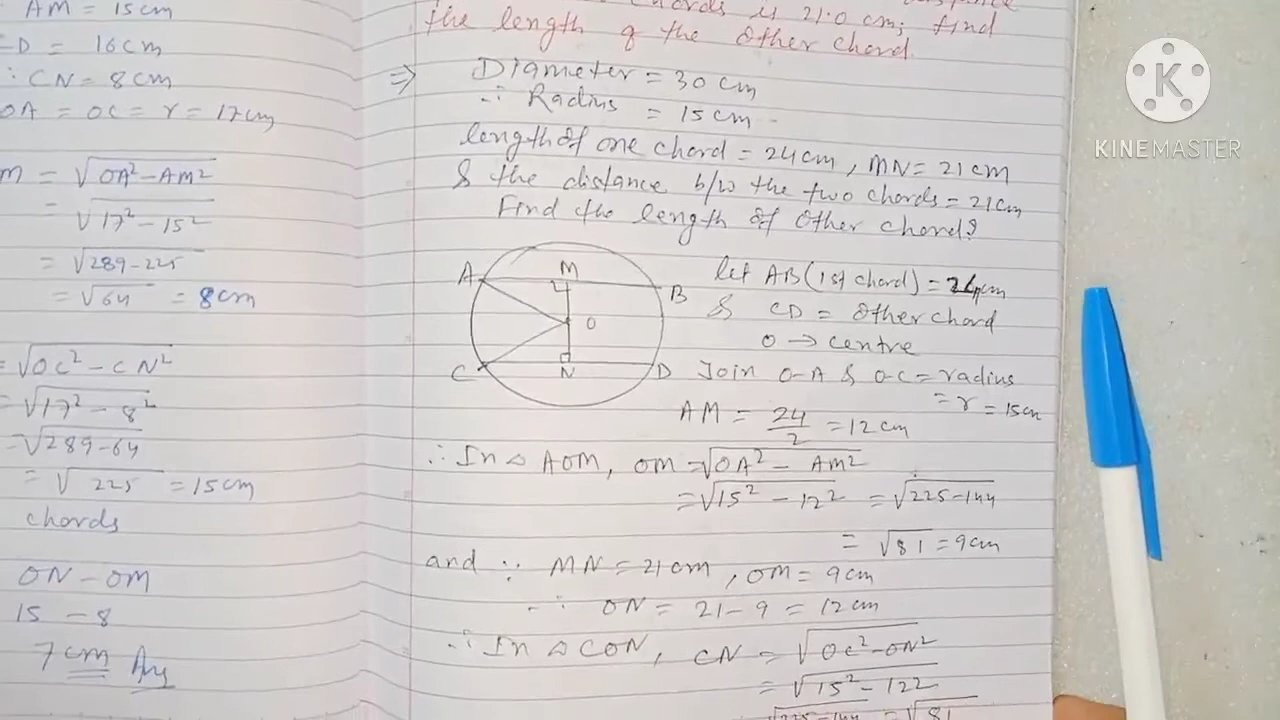 AM = 15cm
CD = 16cm
∴ CN = 8cm
OA = OC = r = 17cm
M = √OA² - AM²
= √17² - 15²
= √289-225
= √64 = 8cm
= √OC² - CN²
= √17² - 8²
= √289-64
= √225 = 15cm
chords
ON - OM
15 - 8
7cm Ans
chords is 21.0 cm; find
the length of the other chord.
⇒ Diameter = 30 cm
∴ Radius = 15cm
length of one chord = 24cm, MN = 21cm
& the distance b/w the two chords = 21cm
Find the length of other chord?
A M B
O
C N D
let AB (1st chord) = 24cm
& CD = other chord
O → centre
Join O-A & O-C = radius
= r = 15cm
AM = 24/2 = 12cm
∴ In △ AOM, OM = √OA² - AM²
= √15² - 12² = √225-144
= √81 = 9cm
and ∵ MN = 21cm, OM = 9cm
∴ ON = 21-9 = 12cm
∴ In △ CON, CN = √OC² - ON²
= √15² - 122
√225-144 = √81
K
KINEMASTER